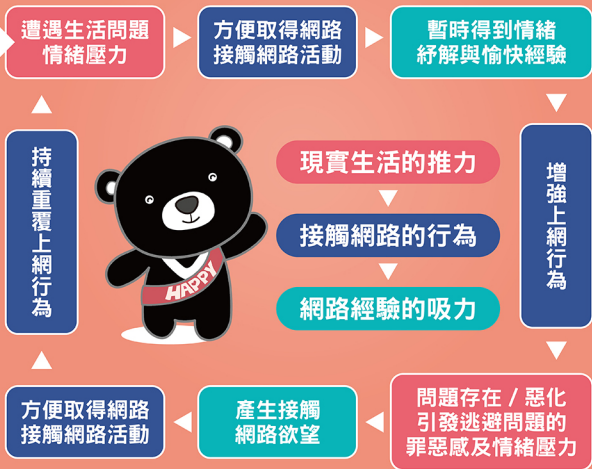 遭遇生活問題
情緒壓力
方便取得網路
接觸網路活動
暫時得到情緒
紓解與愉快經驗
增強上網行為
問題存在 / 惡化
引發逃避問題的
罪惡感及情緒壓力
產生接觸
網路欲望
方便取得網路
接觸網路活動
持續重覆上網行為
現實生活的推力
接觸網路的行為
網路經驗的吸力
HAPPY